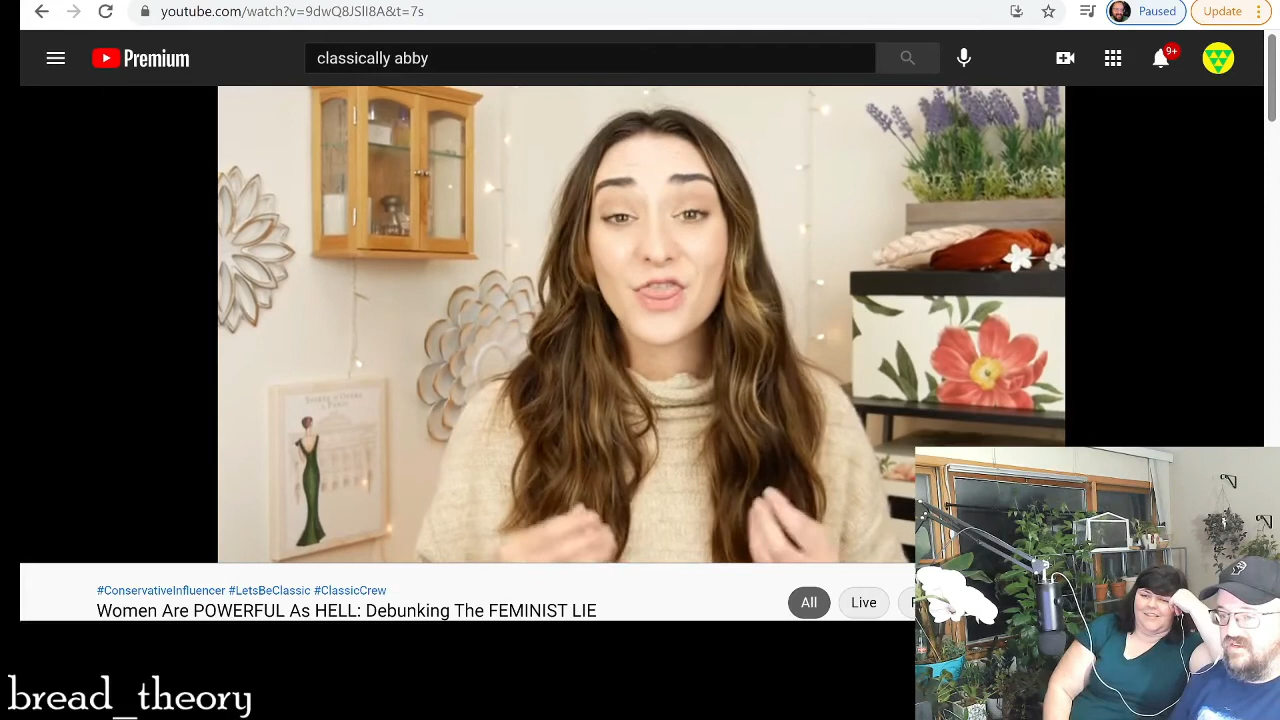 youtube.com/watch?v=9dwQ8JSlI8A&t=7s
Paused
Update
Premium
classically abby
9+
#ConservativeInfluencer #LetsBeClassic #ClassicCrew
Women Are POWERFUL As HELL: Debunking The FEMINIST LIE
All
Live
bread_theory